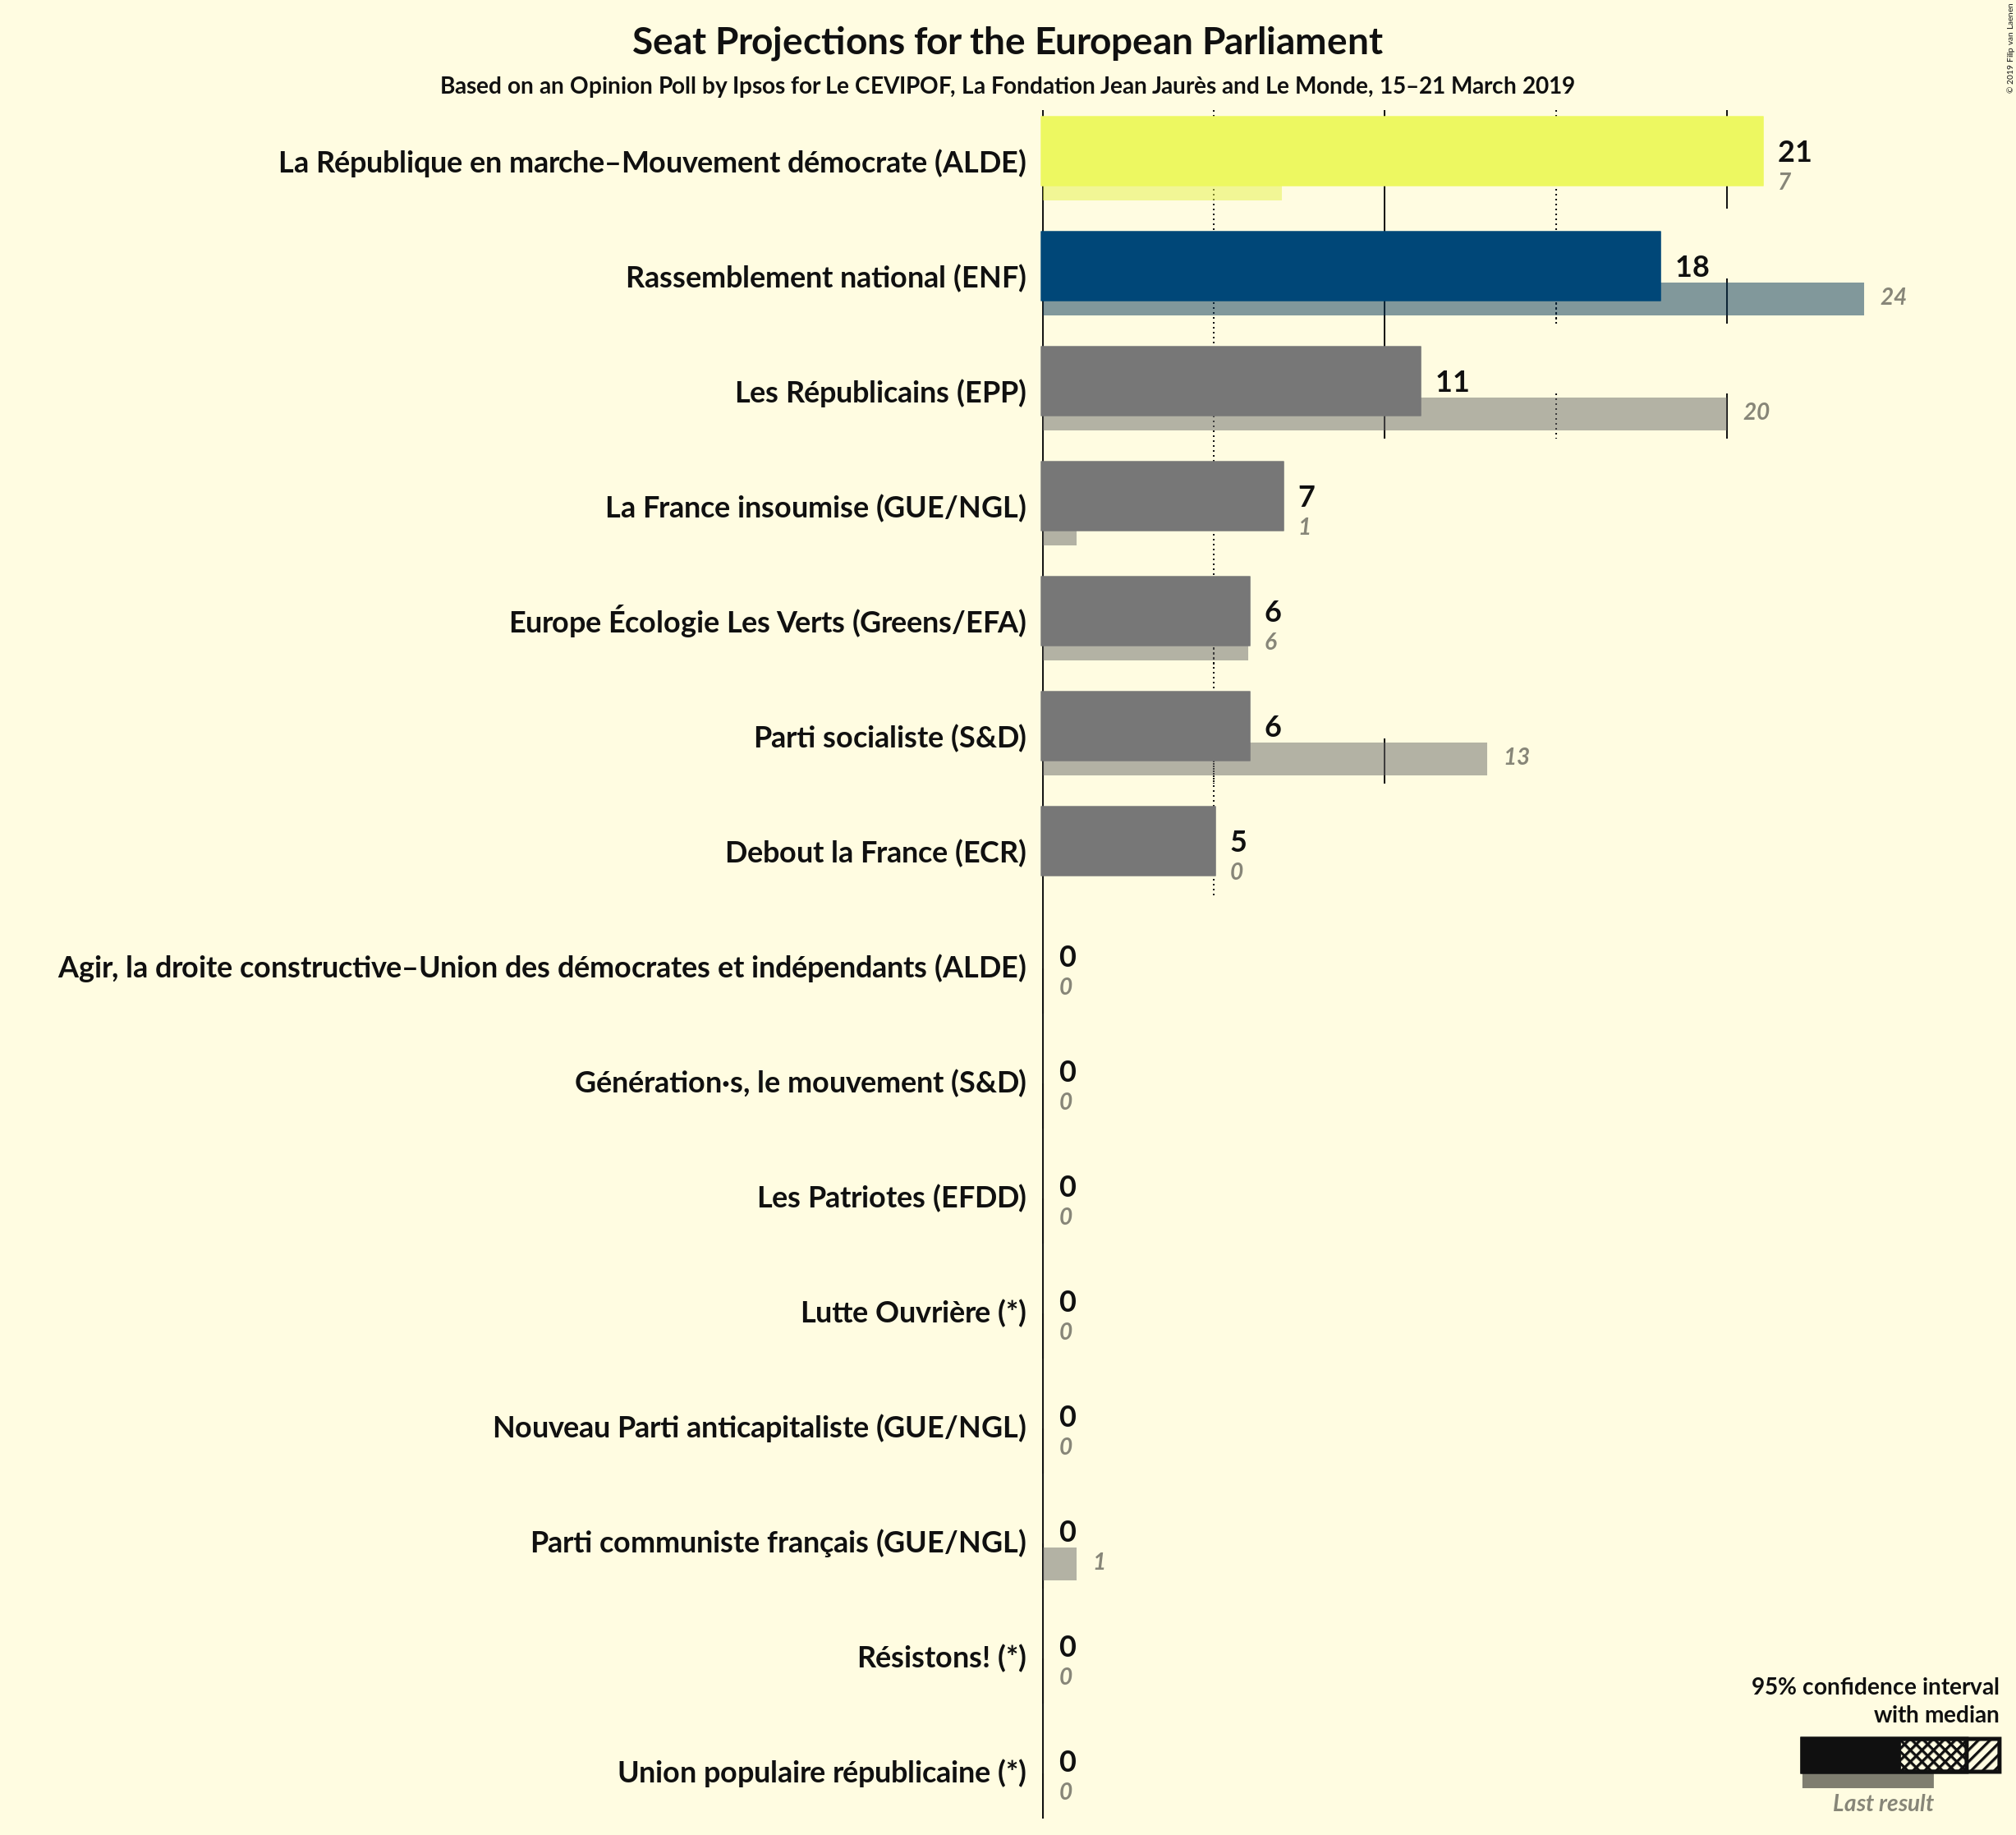 Seat Projections for the European Parliament
Based on an Opinion Poll by Ipsos for Le CEVIPOF, La Fondation Jean Jaurès and Le Monde, 15–21 March 2019
© 2019 Filip van Laenen
La République en marche–Mouvement démocrate (ALDE)
21
7
Rassemblement national (ENF)
18
24
Les Républicains (EPP)
11
20
La France insoumise (GUE/NGL)
7
1
Europe Écologie Les Verts (Greens/EFA)
6
6
Parti socialiste (S&D)
6
13
Debout la France (ECR)
5
0
Agir, la droite constructive–Union des démocrates et indépendants (ALDE)
0
0
Génération·s, le mouvement (S&D)
0
0
Les Patriotes (EFDD)
0
0
Lutte Ouvrière (*)
0
0
Nouveau Parti anticapitaliste (GUE/NGL)
0
0
Parti communiste français (GUE/NGL)
0
1
Résistons! (*)
0
0
Union populaire républicaine (*)
0
0
95% confidence interval
with median
Last result